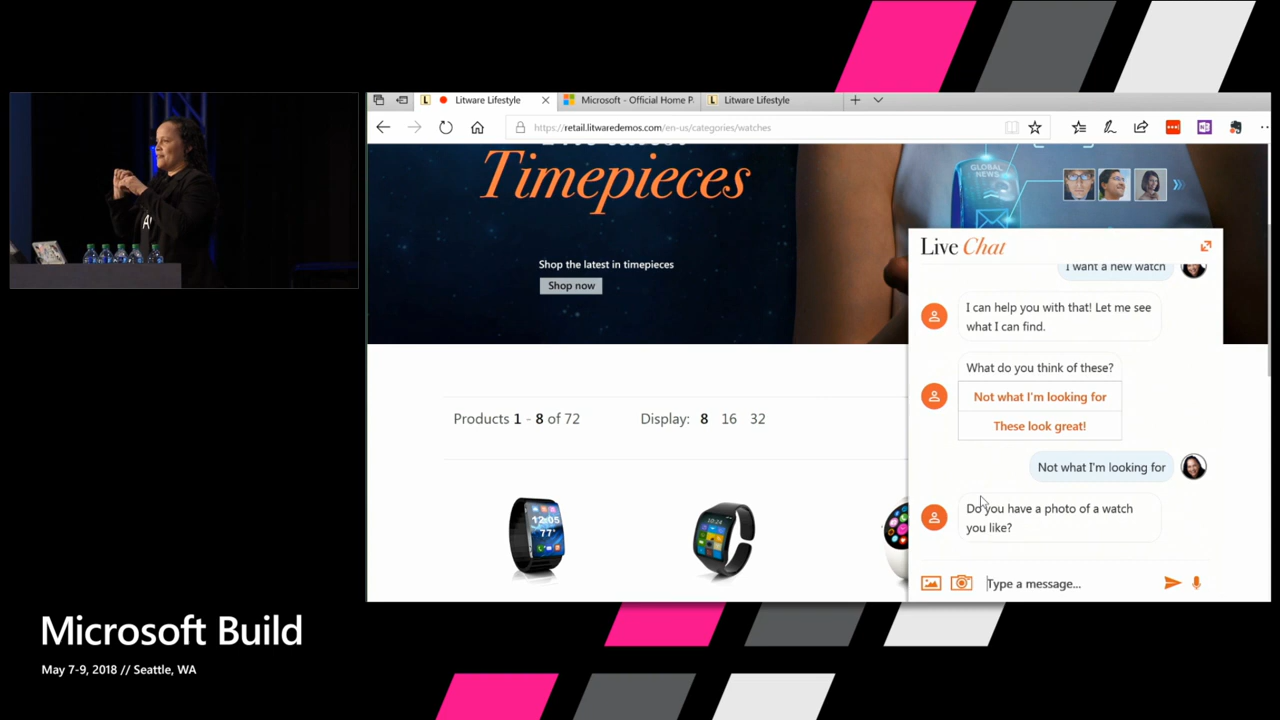 Litware Lifestyle
Microsoft - Official Home P
Litware Lifestyle
https://retail.litwaredemos.com/en-us/categories/watches
Timepieces
GLOBAL
NEWS
Shop the latest in timepieces
Shop now
Live Chat
I want a new watch
I can help you with that! Let me see
what I can find.
What do you think of these?
Not what I'm looking for
These look great!
Not what I'm looking for
Do you have a photo of a watch
you like?
Type a message...
Products 1 - 8 of 72
Display: 8 16 32
12:05
77°
10:24
Microsoft Build
May 7-9, 2018 // Seattle, WA